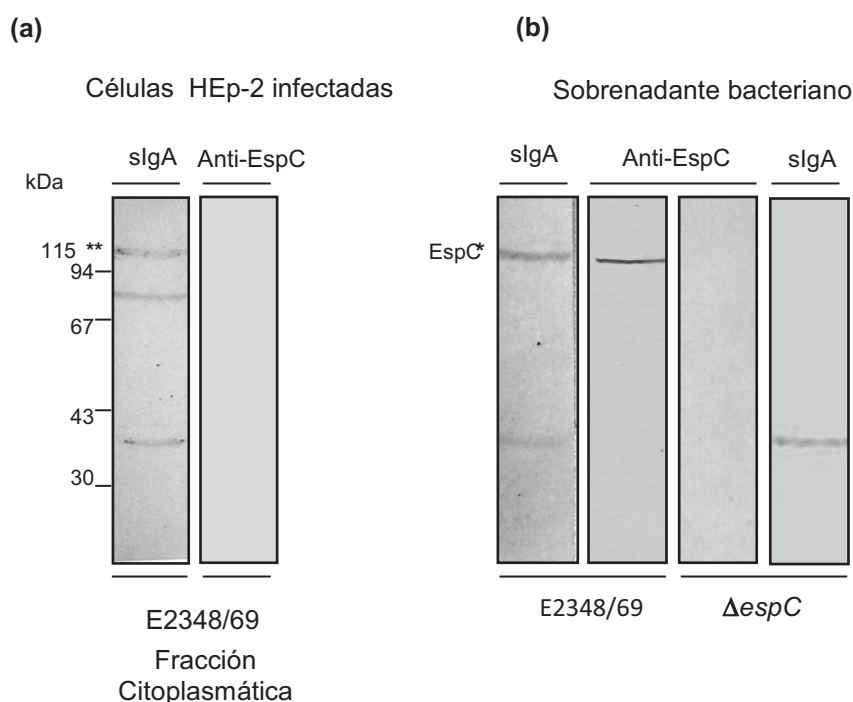 (a)
Células HEp-2 infectadas
sIgA
Anti-EspC
kDa
115 **
94
67
43
30
E2348/69
Fracción
Citoplasmática
(b)
Sobrenadante bacteriano
sIgA
Anti-EspC
sIgA
EspC*
E2348/69
ΔespC